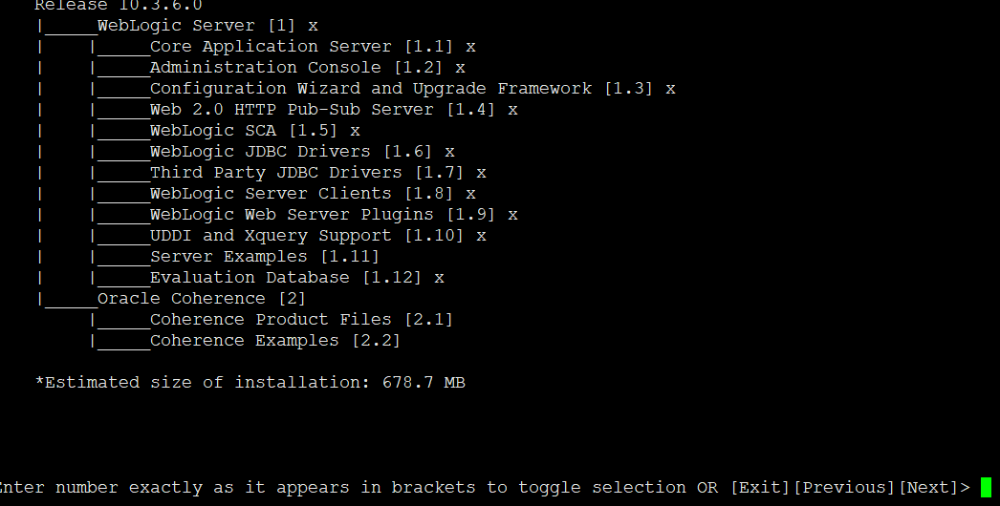 Release 10.3.6.0
|_____WebLogic Server [1] x
|    |_____Core Application Server [1.1] x
|    |_____Administration Console [1.2] x
|    |_____Configuration Wizard and Upgrade Framework [1.3] x
|    |_____Web 2.0 HTTP Pub-Sub Server [1.4] x
|    |_____WebLogic SCA [1.5] x
|    |_____WebLogic JDBC Drivers [1.6] x
|    |_____Third Party JDBC Drivers [1.7] x
|    |_____WebLogic Server Clients [1.8] x
|    |_____WebLogic Web Server Plugins [1.9] x
|    |_____UDDI and Xquery Support [1.10] x
|    |_____Server Examples [1.11]
|    |_____Evaluation Database [1.12] x
|_____Oracle Coherence [2]
     |_____Coherence Product Files [2.1]
     |_____Coherence Examples [2.2]
*Estimated size of installation: 678.7 MB
Enter number exactly as it appears in brackets to toggle selection OR [Exit][Previous][Next]>